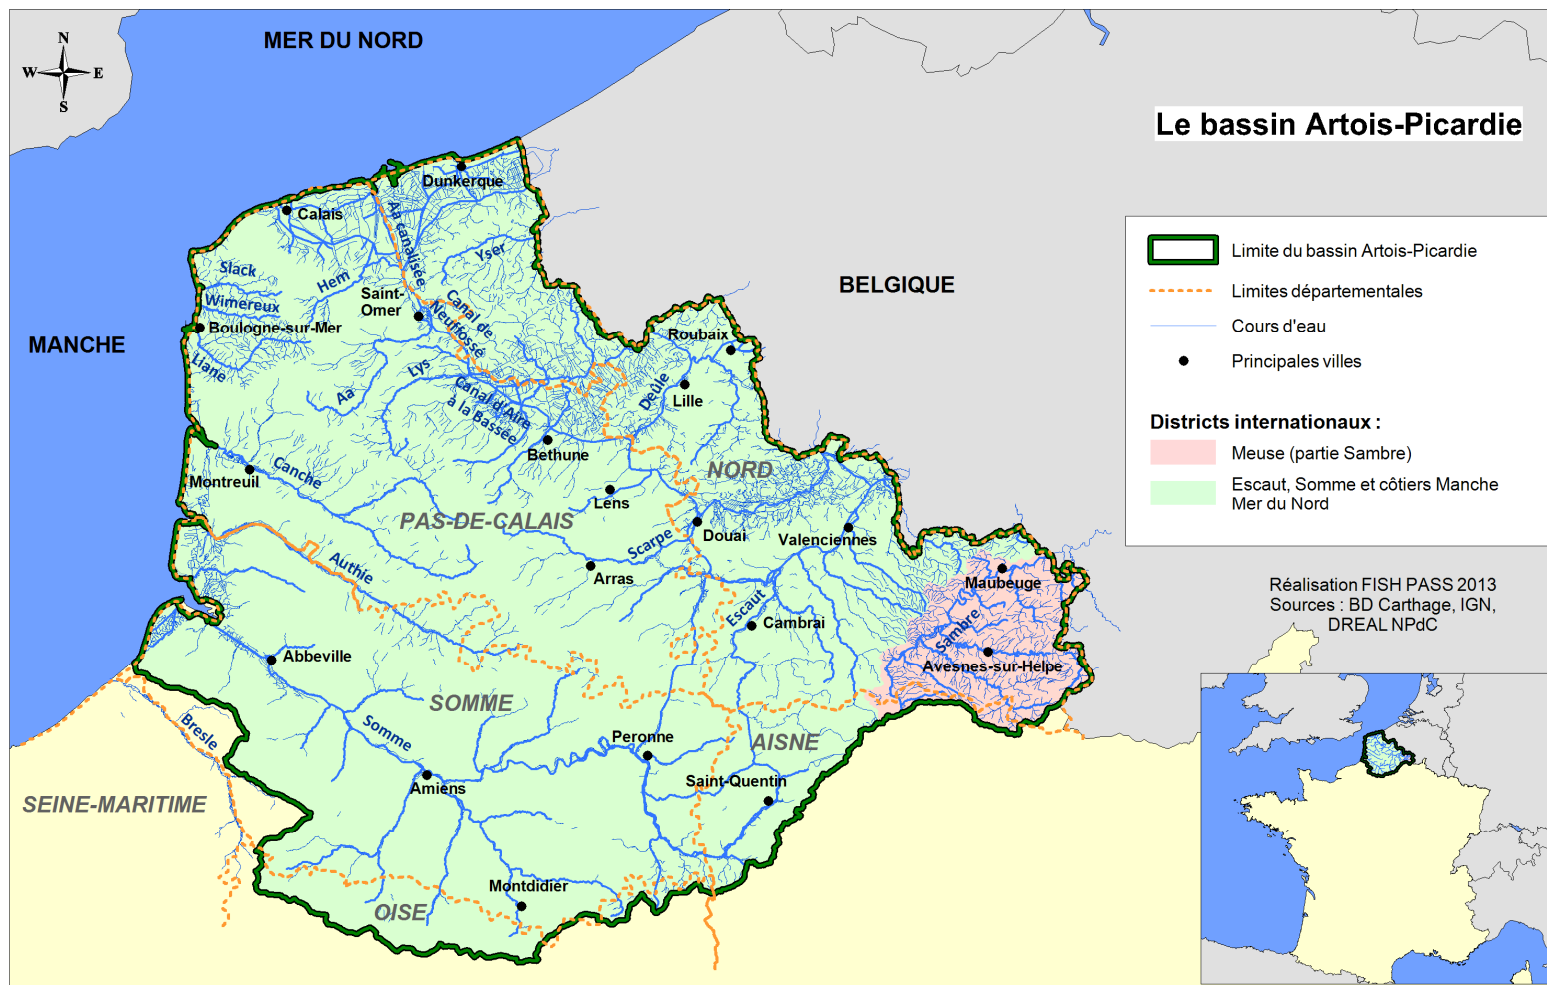 MER DU NORD
N
W
E
S
Le bassin Artois-Picardie
Dunkerque
Calais
Aa canalisée
Yser
Slack
Hem
BELGIQUE
Limite du bassin Artois-Picardie
Wimereux
Saint-
Omer
Canal de
Neuffossé
Limites départementales
Boulogne-sur-Mer
Roubaix
Cours d'eau
MANCHE
Liane
Lys
Principales villes
Aa
Canal d'Aire
à la Bassée
Deûle
Lille
Districts internationaux :
Bethune
Meuse (partie Sambre)
Montreuil
Canche
NORD
Escaut, Somme et côtiers Manche
Mer du Nord
Lens
PAS-DE-CALAIS
Douai
Valenciennes
Scarpe
Authie
Arras
Maubeuge
Réalisation FISH PASS 2013
Sources : BD Carthage, IGN,
DREAL NPdC
Escaut
Cambrai
Sambre
Abbeville
Avesnes-sur-Helpe
SOMME
Bresle
Somme
Peronne
AISNE
Saint-Quentin
Amiens
SEINE-MARITIME
Montdidier
OISE